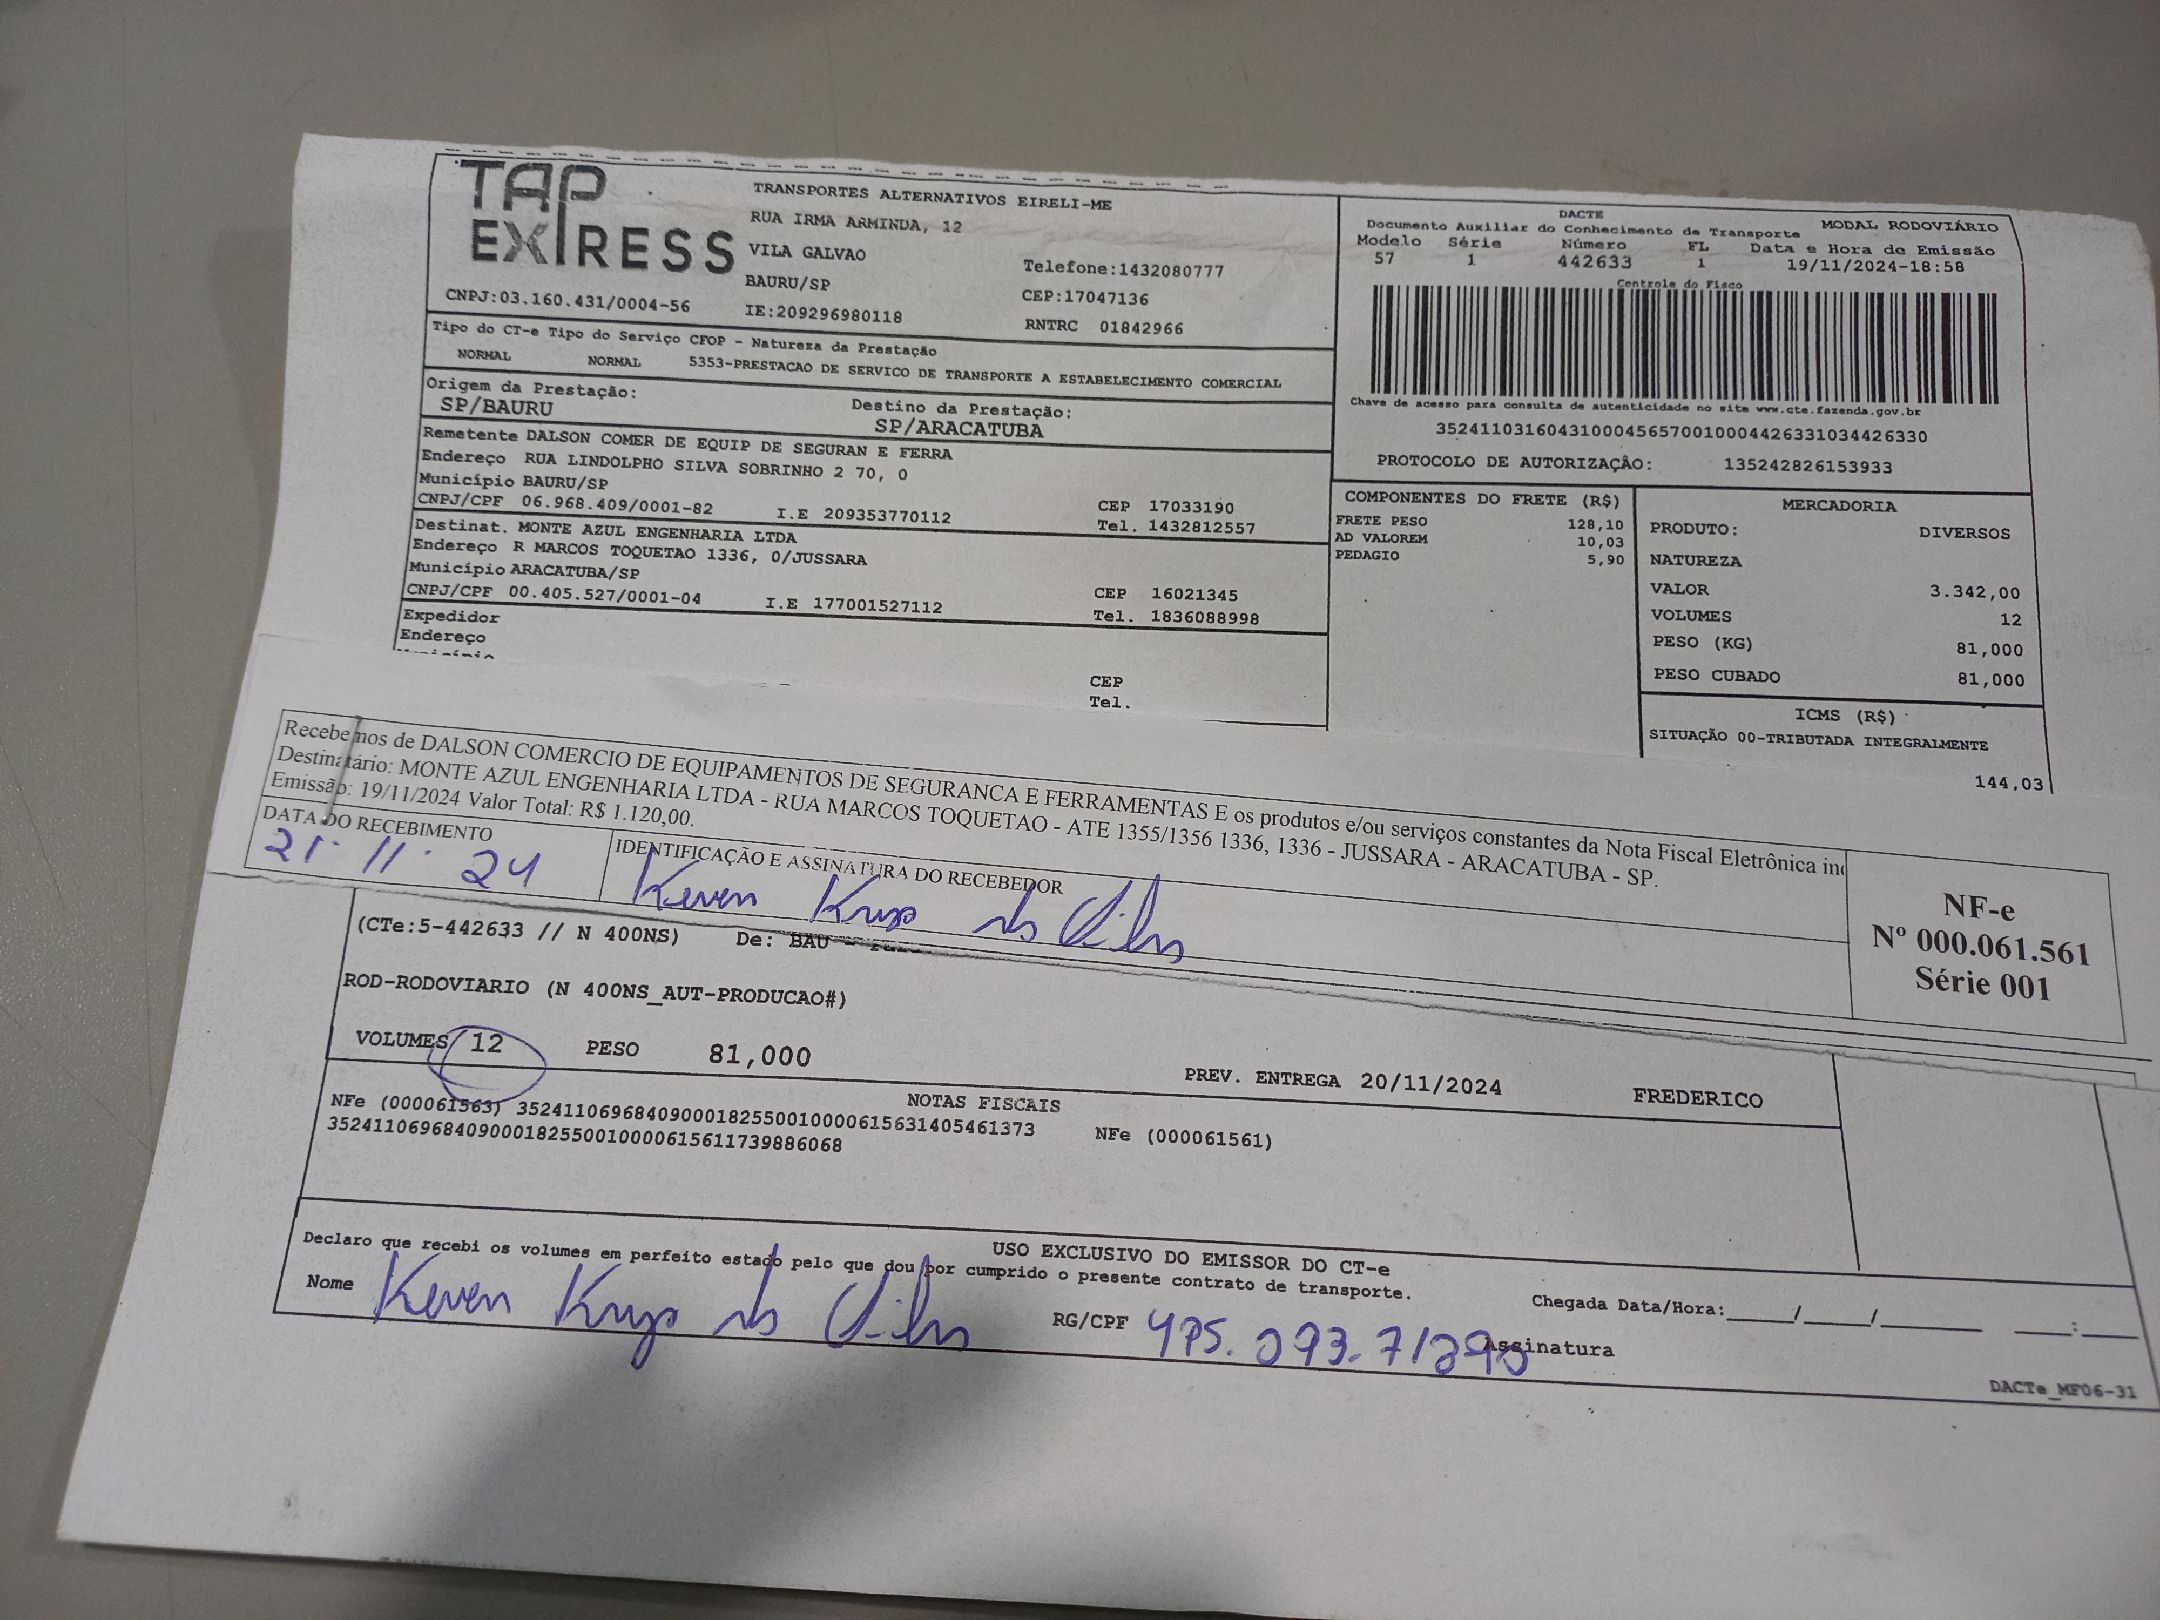 TAP
EXPRESS
TRANSPORTES ALTERNATIVOS EIRELI-ME
RUA IRMA ARMINDA, 12
VILA GALVAO
Telefone:1432080777
BAURU/SP
CEP:17047136
CNPJ:03.160.431/0004-56
IE:209296980118
RNTRC 01842966
DACTE
MODAL RODOVIÁRIO
Documento Auxiliar do Conhecimento de Transporte
Modelo Série Número FL Data e Hora de Emissão
57 1 442633 1 19/11/2024-18:58
Controle do Fisco
Chave de acesso para consulta de autenticidade no site www.cte.fazenda.gov.br
35241103160431000456570010004426331034426330
PROTOCOLO DE AUTORIZAÇÃO: 135242826153933
Tipo do CT-e Tipo do Serviço CFOP - Natureza da Prestação
NORMAL NORMAL 5353-PRESTACAO DE SERVICO DE TRANSPORTE A ESTABELECIMENTO COMERCIAL
Origem da Prestação:
SP/BAURU
Destino da Prestação:
SP/ARACATUBA
Remetente DALSON COMER DE EQUIP DE SEGURAN E FERRA
Endereço RUA LINDOLPHO SILVA SOBRINHO 2 70, 0
Município BAURU/SP
CEP 17033190
CNPJ/CPF 06.968.409/0001-82 I.E 209353770112 Tel. 1432812557
Destinat. MONTE AZUL ENGENHARIA LTDA
Endereço R MARCOS TOQUETAO 1336, 0/JUSSARA
Município ARACATUBA/SP
CEP 16021345
CNPJ/CPF 00.405.527/0001-04 I.E 177001527112 Tel. 1836088998
Expedidor
Endereço
CEP
Tel.
COMPONENTES DO FRETE (R$)
FRETE PESO 128,10
AD VALOREM 10,03
PEDAGIO 5,90
MERCADORIA
PRODUTO: DIVERSOS
NATUREZA
VALOR 3.342,00
VOLUMES 12
PESO (KG) 81,000
PESO CUBADO 81,000
ICMS (R$)
SITUAÇÃO 00-TRIBUTADA INTEGRALMENTE
144,03
Recebemos de DALSON COMERCIO DE EQUIPAMENTOS DE SEGURANCA E FERRAMENTAS E os produtos e/ou serviços constantes da Nota Fiscal Eletrônica in
Destinatário: MONTE AZUL ENGENHARIA LTDA - RUA MARCOS TOQUETAO - ATE 1355/1356 1336, 1336 - JUSSARA - ARACATUBA - SP.
Emissão: 19/11/2024 Valor Total: R$ 1.120,00.
DATA DO RECEBIMENTO
21.11.24
IDENTIFICAÇÃO E ASSINATURA DO RECEBEDOR
Keven
NF-e
Nº 000.061.561
Série 001
(CTe:5-442633 // N 400NS) De: BAU -
ROD-RODOVIARIO (N 400NS_AUT-PRODUCAO#)
VOLUMES 12 PESO 81,000
PREV. ENTREGA 20/11/2024 FREDERICO
NOTAS FISCAIS
NFe (000061563) 35241106968409000182550010000615631405461373 NFe (000061561)
35241106968409000182550010000615611739886068
USO EXCLUSIVO DO EMISSOR DO CT-e
Declaro que recebi os volumes em perfeito estado pelo que dou por cumprido o presente contrato de transporte.
Nome Keven
RG/CPF
Chegada Data/Hora:_____/_____/_______ ___:___
Assinatura
DACTe_MF06-31